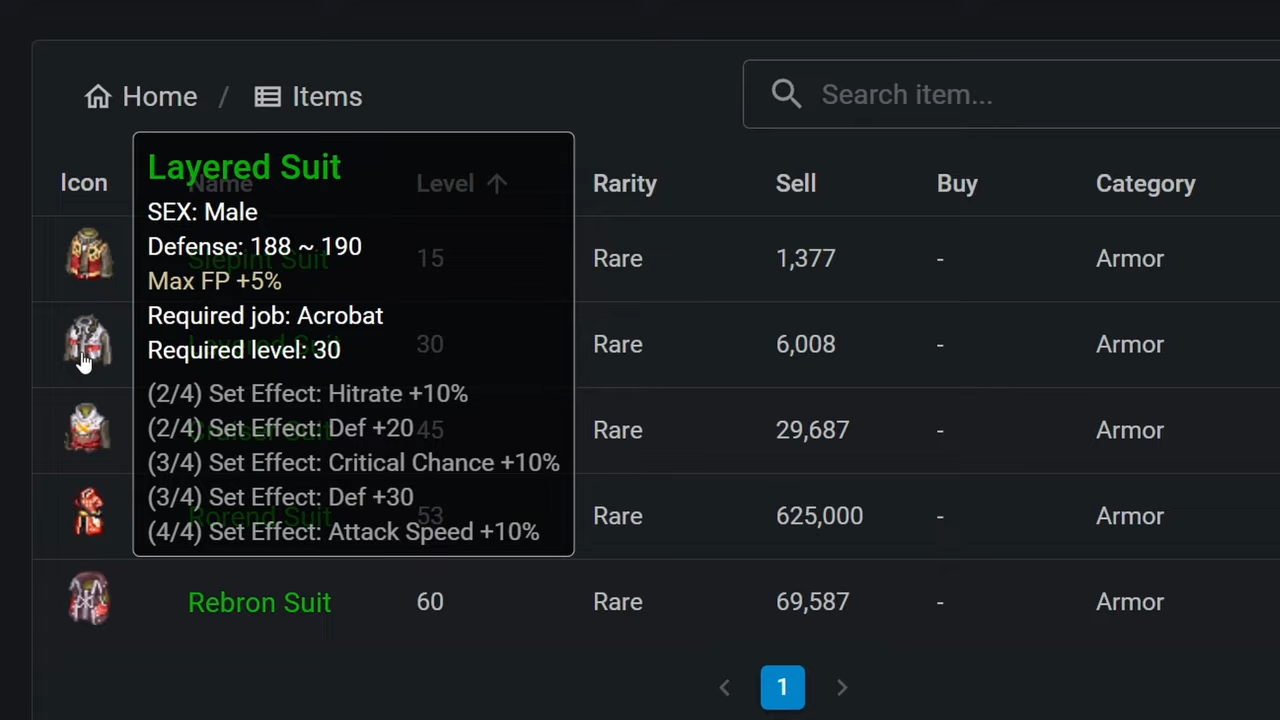 Home / Items
Search item...
Icon Name Level Rarity Sell Buy Category
Layered Suit
SEX: Male
Defense: 188 ~ 190
Max FP +5%
Required job: Acrobat
Required level: 30
(2/4) Set Effect: Hitrate +10%
(2/4) Set Effect: Def +20
(3/4) Set Effect: Critical Chance +10%
(3/4) Set Effect: Def +30
(4/4) Set Effect: Attack Speed +10%
15 Rare 1,377 - Armor
30 Rare 6,008 - Armor
45 Rare 29,687 - Armor
Rorend Suit 53 Rare 625,000 - Armor
Rebron Suit 60 Rare 69,587 - Armor
1